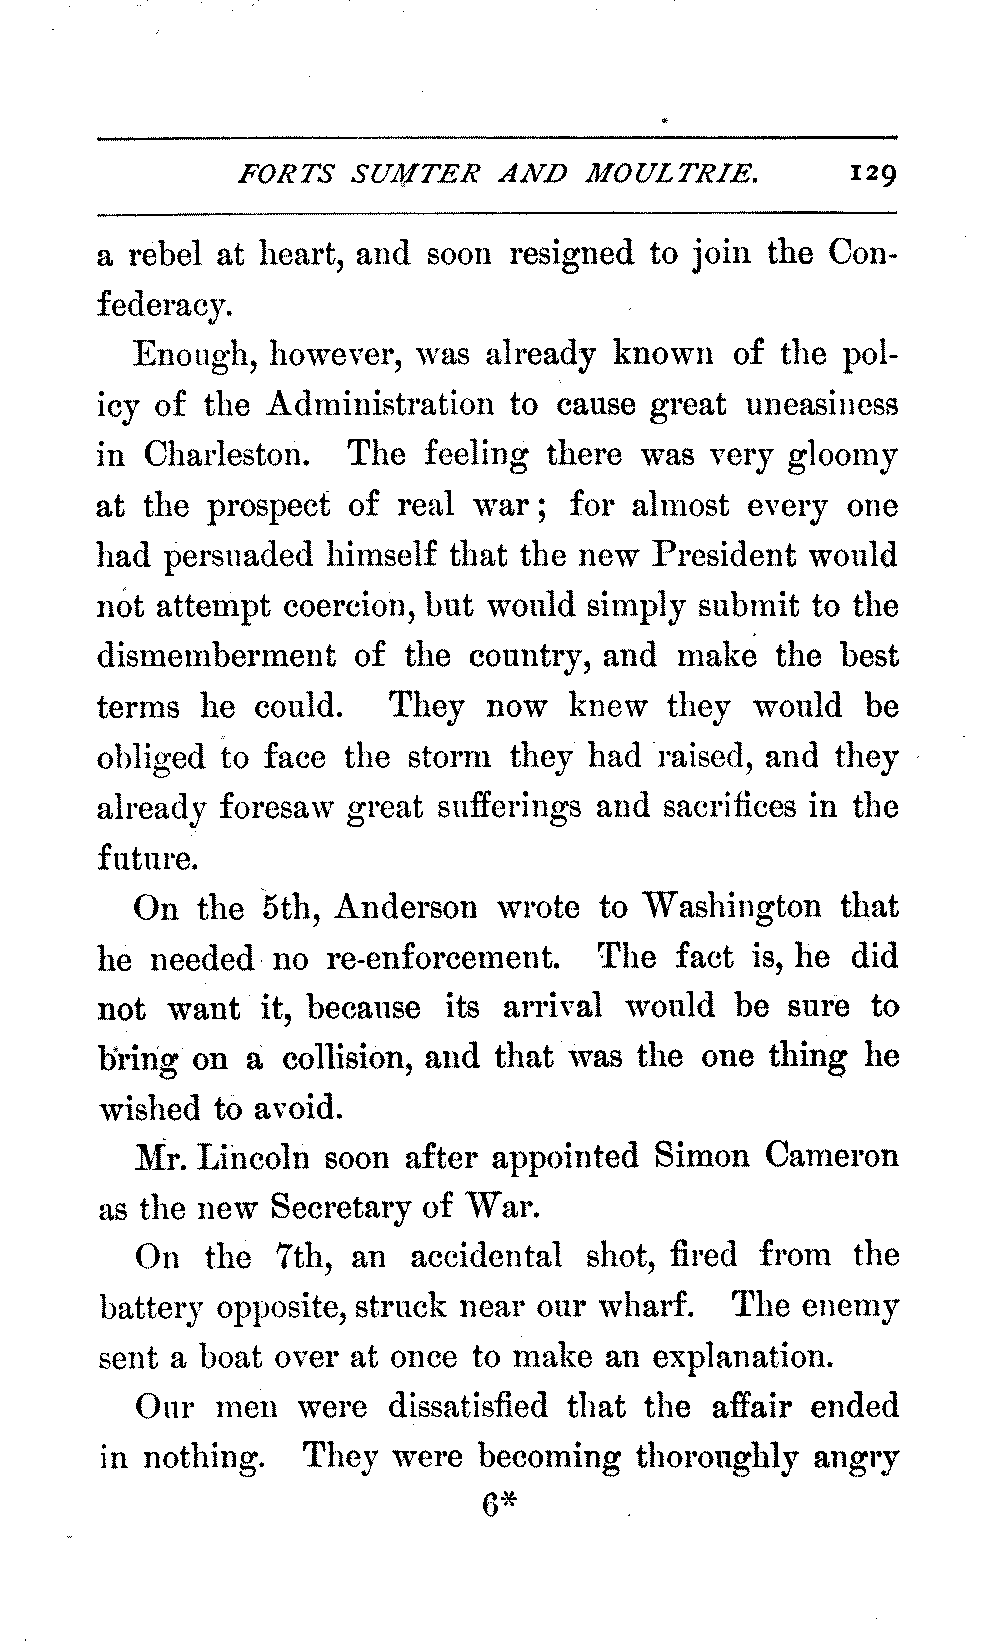 FORTS SUMTER AND MOULTRIE. 129
a rebel at heart, and soon resigned to join the Con-
federacy.
Enough, however, was already known of the pol-
icy of the Administration to cause great uneasiness
in Charleston. The feeling there was very gloomy
at the prospect of real war; for almost every one
had persuaded himself that the new President would
not attempt coercion, but would simply submit to the
dismemberment of the country, and make the best
terms he could. They now knew they would be
obliged to face the storm they had raised, and they
already foresaw great sufferings and sacrifices in the
future.
On the 5th, Anderson wrote to Washington that
he needed no re-enforcement. The fact is, he did
not want it, because its arrival would be sure to
bring on a collision, and that was the one thing he
wished to avoid.
Mr. Lincoln soon after appointed Simon Cameron
as the new Secretary of War.
On the 7th, an accidental shot, fired from the
battery opposite, struck near our wharf. The enemy
sent a boat over at once to make an explanation.
Our men were dissatisfied that the affair ended
in nothing. They were becoming thoroughly angry
6*